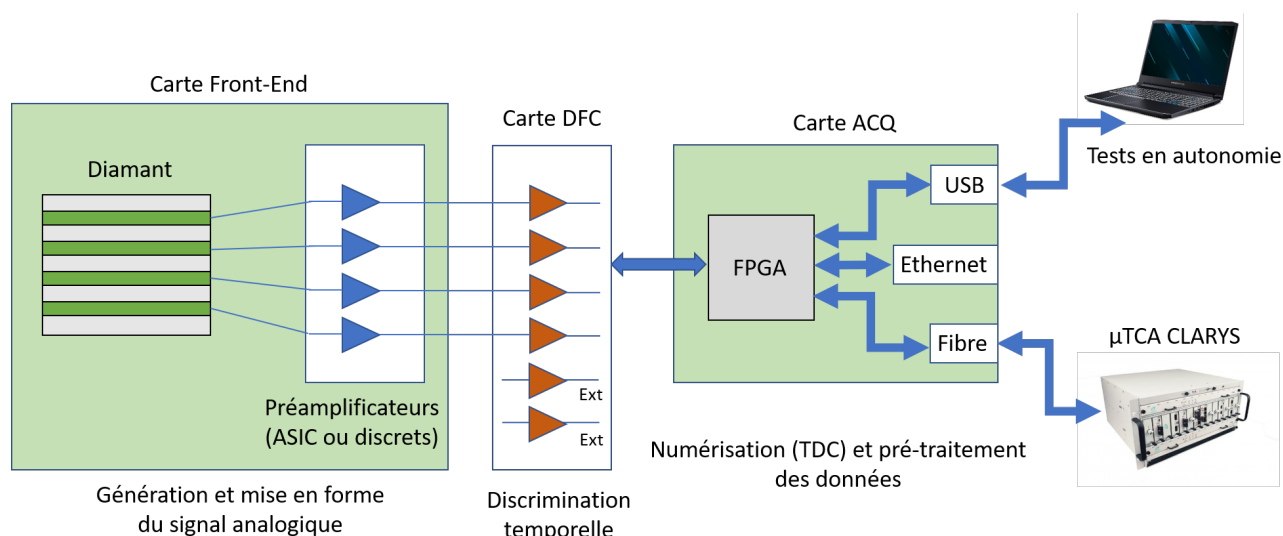 Carte Front-End
Diamant
Préamplificateurs
(ASIC ou discrets)
Génération et mise en forme
du signal analogique
Carte DFC
Ext
Ext
Discrimination
temporelle
Carte ACQ
FPGA
USB
Ethernet
Fibre
Numérisation (TDC) et pré-traitement
des données
Tests en autonomie
µTCA CLARYS